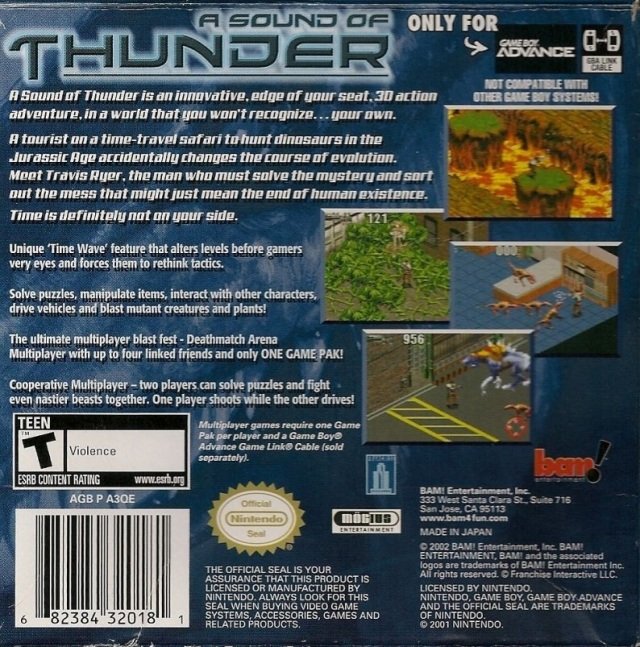 A SOUND OF
THUNDER
ONLY FOR
GAME BOY
ADVANCE
GBA LINK
CABLE
NOT COMPATIBLE WITH
OTHER GAME BOY SYSTEMS!
A Sound of Thunder is an innovative, edge of your seat, 3D action
adventure, in a world that you won't recognize... your own.
A tourist on a time-travel safari to hunt dinosaurs in the
Jurassic Age accidentally changes the course of evolution.
Meet Travis Ryer, the man who must solve the mystery and sort
out the mess that might just mean the end of human existence.
Time is definitely not on your side.
121
Unique 'Time Wave' feature that alters levels before gamers
very eyes and forces them to rethink tactics.
Solve puzzles, manipulate items, interact with other characters,
drive vehicles and blast mutant creatures and plants!
The ultimate multiplayer blast fest - Deathmatch Arena
Multiplayer with up to four linked friends and only ONE GAME PAK!
956
Cooperative Multiplayer – two players can solve puzzles and fight
even nastier beasts together. One player shoots while the other drives!
TEEN
T
Violence
ESRB CONTENT RATING www.esrb.org
Multiplayer games require one Game
Pak per player and a Game Boy®
Advance Game Link® Cable (sold
separately).
AGB P A3QE
6 82384 32018 1
Official
Nintendo
Seal
MOBIUS
ENTERTAINMENT
THE OFFICIAL SEAL IS YOUR
ASSURANCE THAT THIS PRODUCT IS
LICENSED OR MANUFACTURED BY
NINTENDO. ALWAYS LOOK FOR THIS
SEAL WHEN BUYING VIDEO GAME
SYSTEMS, ACCESSORIES, GAMES AND
RELATED PRODUCTS.
bam!
entertainment
BAM! Entertainment, Inc.
333 West Santa Clara St., Suite 716
San Jose, CA 95113
www.bam4fun.com
MADE IN JAPAN
© 2002 BAM! Entertainment, Inc. BAM!
ENTERTAINMENT, BAM! and the associated
logos are trademarks of BAM! Entertainment, Inc.
All rights reserved. © Franchise Interactive LLC.
LICENSED BY NINTENDO.
NINTENDO, GAME BOY, GAME BOY ADVANCE
AND THE OFFICIAL SEAL ARE TRADEMARKS
OF NINTENDO.
© 2001 NINTENDO.